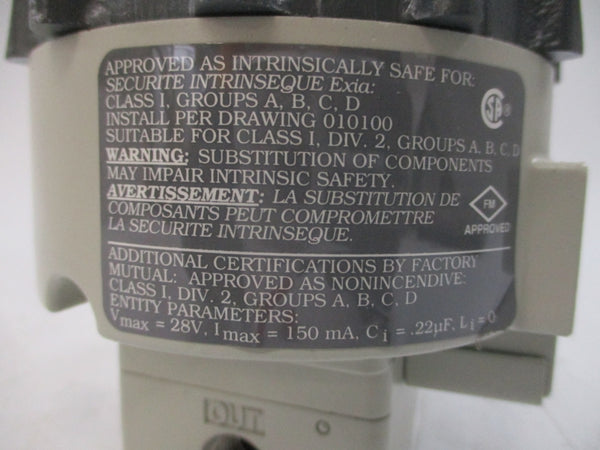 APPROVED AS INTRINSICALLY SAFE FOR:
SECURITE INTRINSEQUE Exia:
CLASS I, GROUPS A, B, C, D
INSTALL PER DRAWING 010100
SUITABLE FOR CLASS I, DIV. 2, GROUPS A, B, C, D
WARNING: SUBSTITUTION OF COMPONENTS
MAY IMPAIR INTRINSIC SAFETY.
AVERTISSEMENT: LA SUBSTITUTION DE
COMPOSANTS PEUT COMPROMETTRE
LA SECURITE INTRINSEQUE.
SA ®
FM
APPROVED
ADDITIONAL CERTIFICATIONS BY FACTORY
MUTUAL: APPROVED AS NONINCENDIVE:
CLASS I, DIV. 2, GROUPS A, B, C, D
ENTITY PARAMETERS:
Vmax = 28V, Imax = 150 mA, Ci = .22µF, Li = 0
OUT